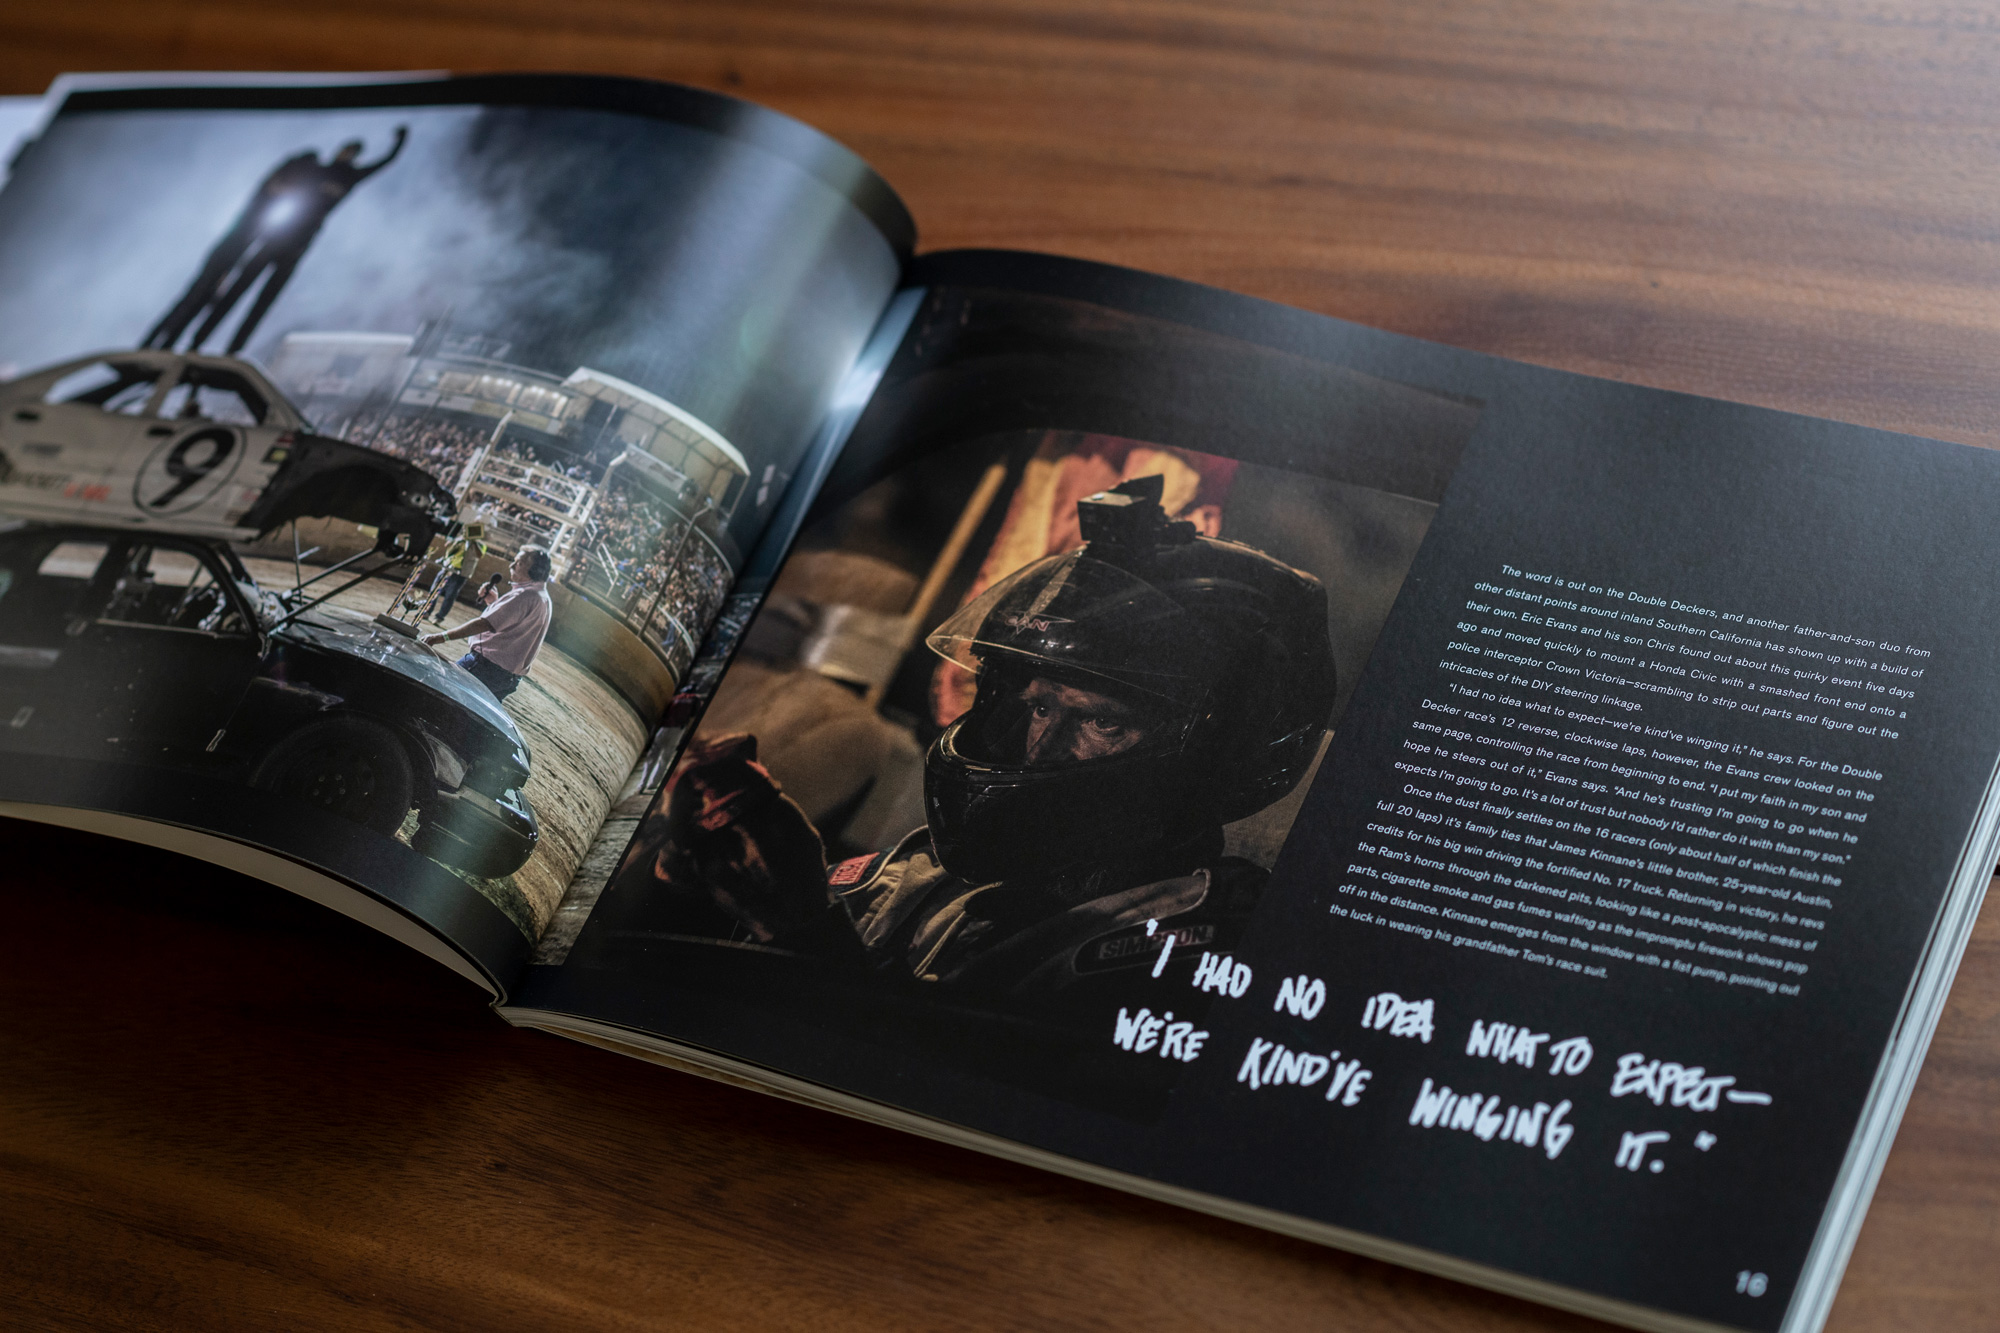 9
SIMPSON
The word is out on the Double Deckers, and another father-and-son duo from
other distant points around inland Southern California has shown up with a build of
their own. Eric Evans and his son Chris found out about this quirky event five days
ago and moved quickly to mount a Honda Civic with a smashed front end onto a
police interceptor Crown Victoria—scrambling to strip out parts and figure out the
intricacies of the DIY steering linkage.
"I had no idea what to expect—we're kind've winging it," he says. For the Double
Decker race's 12 reverse, clockwise laps, however, the Evans crew looked on the
same page, controlling the race from beginning to end. "I put my faith in my son and
hope he steers out of it," Evans says. "And he's trusting I'm going to go when he
expects I'm going to go. It's a lot of trust but nobody I'd rather do it with than my son."
Once the dust finally settles on the 16 racers (only about half of which finish the
full 20 laps) it's family ties that James Kinnane's little brother, 25-year-old Austin,
credits for his big win driving the fortified No. 17 truck. Returning in victory, he revs
the Ram's horns through the darkened pits, looking like a post-apocalyptic mess of
parts, cigarette smoke and gas fumes wafting as the impromptu firework shows pop
off in the distance. Kinnane emerges from the window with a fist pump, pointing out
the luck in wearing his grandfather Tom's race suit.
"I HAD NO IDEA WHAT TO EXPECT—
WE'RE KIND'VE WINGING IT."
16